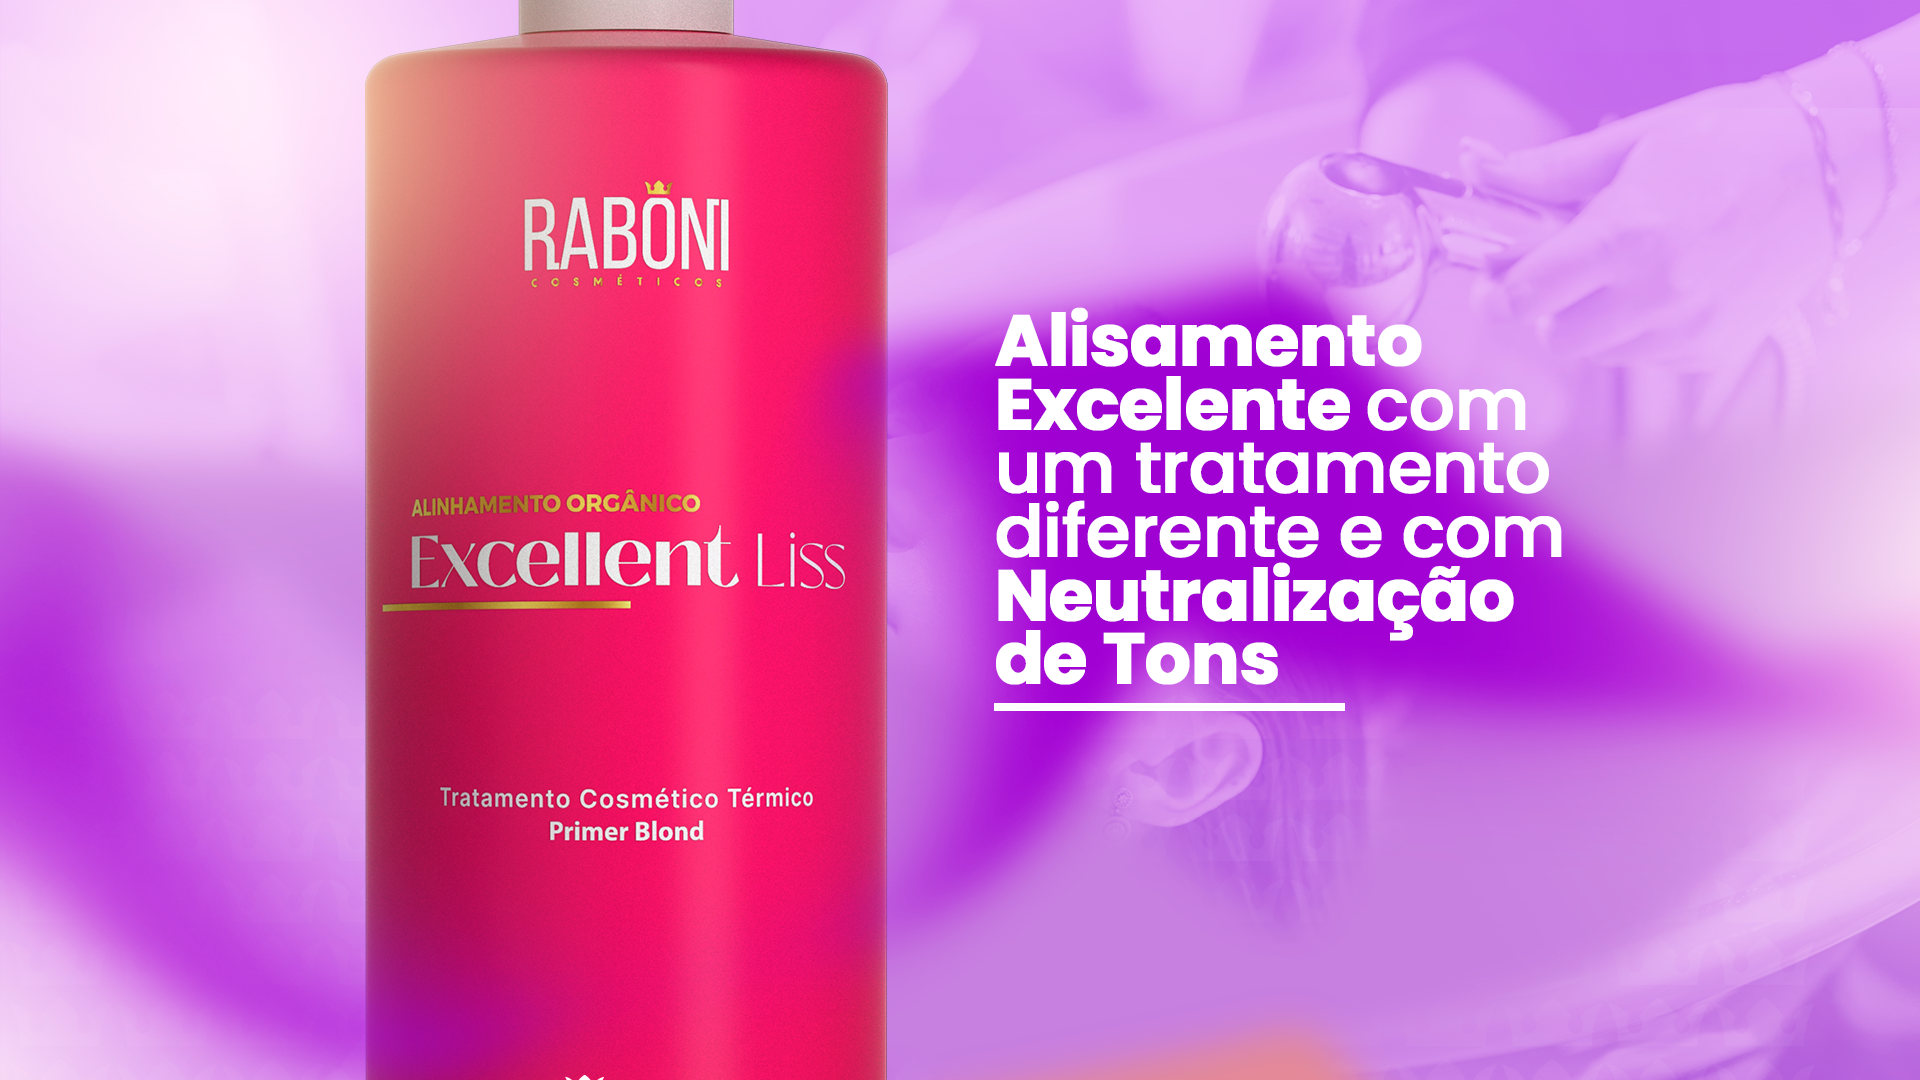 RABÔNI
COSMÉTICOS
ALINHAMENTO ORGÂNICO
Excellent Liss
Tratamento Cosmético Térmico
Primer Blond
Alisamento
Excelente com
um tratamento
diferente e com
Neutralização
de Tons